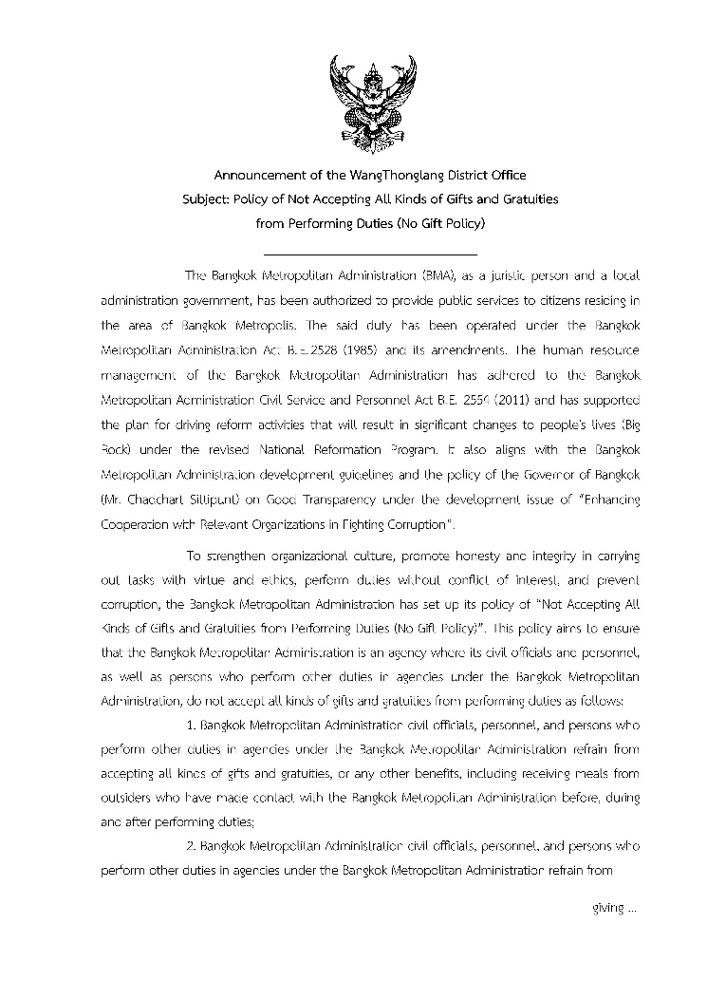 Announcement of the WangThonglang District Office
Subject: Policy of Not Accepting All Kinds of Gifts and Gratuities
from Performing Duties (No Gift Policy)
The Bangkok Metropolitan Administration (BMA), as a juristic person and a local
administration government, has been authorized to provide public services to citizens residing in
the area of Bangkok Metropolis. The said duty has been operated under the Bangkok
Metropolitan Administration Act B.E. 2528 (1985) and its amendments. The human resource
management of the Bangkok Metropolitan Administration has adhered to the Bangkok
Metropolitan Administration Civil Service and Personnel Act B.E. 2554 (2011) and has supported
the plan for driving reform activities that will result in significant changes to people's lives (Big
Rock) under the revised National Reformation Program. It also aligns with the Bangkok
Metropolitan Administration development guidelines and the policy of the Governor of Bangkok
(Mr. Chadchart Sittipunt) on Good Transparency under the development issue of "Enhancing
Cooperation with Relevant Organizations in Fighting Corruption".
To strengthen organizational culture, promote honesty and integrity in carrying
out tasks with virtue and ethics, perform duties without conflict of interest, and prevent
corruption, the Bangkok Metropolitan Administration has set up its policy of "Not Accepting All
Kinds of Gifts and Gratuities from Performing Duties (No Gift Policy)". This policy aims to ensure
that the Bangkok Metropolitan Administration is an agency where its civil officials and personnel,
as well as persons who perform other duties in agencies under the Bangkok Metropolitan
Administration, do not accept all kinds of gifts and gratuities from performing duties as follows:
1. Bangkok Metropolitan Administration civil officials, personnel, and persons who
perform other duties in agencies under the Bangkok Metropolitan Administration refrain from
accepting all kinds of gifts and gratuities, or any other benefits, including receiving meals from
outsiders who have made contact with the Bangkok Metropolitan Administration before, during
and after performing duties;
2. Bangkok Metropolitan Administration civil officials, personnel, and persons who
perform other duties in agencies under the Bangkok Metropolitan Administration refrain from
giving ...